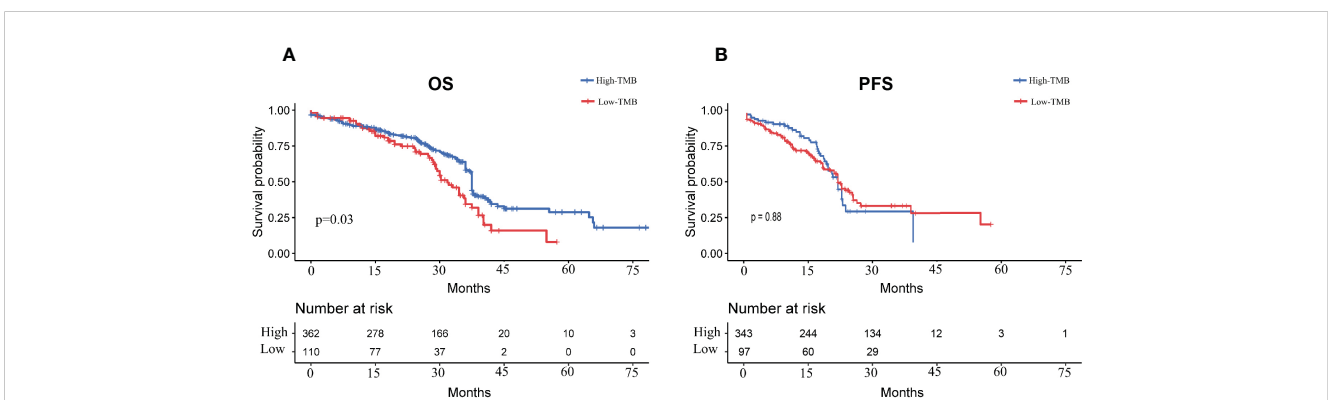 A
OS
High-TMB
Low-TMB
1.00
0.75
0.50
0.25
0.00
Survival probability
p=0.03
0 15 30 45 60 75
Months
Number at risk
High 362 278 166 20 10 3
Low 110 77 37 2 0 0
0 15 30 45 60 75
Months
B
PFS
High-TMB
Low-TMB
1.00
0.75
0.50
0.25
0.00
Survival probability
p = 0.88
0 15 30 45 60 75
Months
Number at risk
High 343 244 134 12 3 1
Low 97 60 29
0 15 30 45 60 75
Months